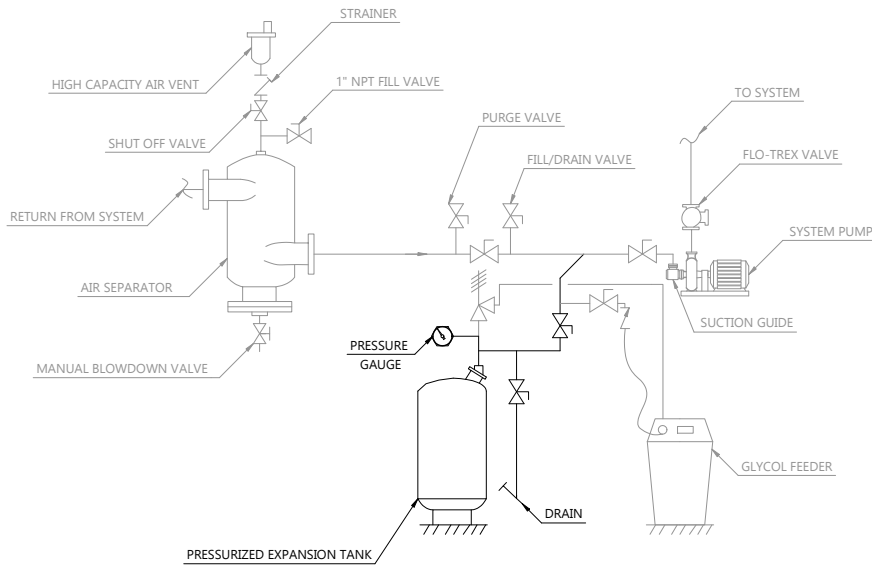 STRAINER
HIGH CAPACITY AIR VENT
1" NPT FILL VALVE
TO SYSTEM
PURGE VALVE
SHUT OFF VALVE
FILL/DRAIN VALVE
FLO-TREX VALVE
RETURN FROM SYSTEM
SYSTEM PUMP
AIR SEPARATOR
SUCTION GUIDE
PRESSURE
GAUGE
MANUAL BLOWDOWN VALVE
GLYCOL FEEDER
DRAIN
PRESSURIZED EXPANSION TANK